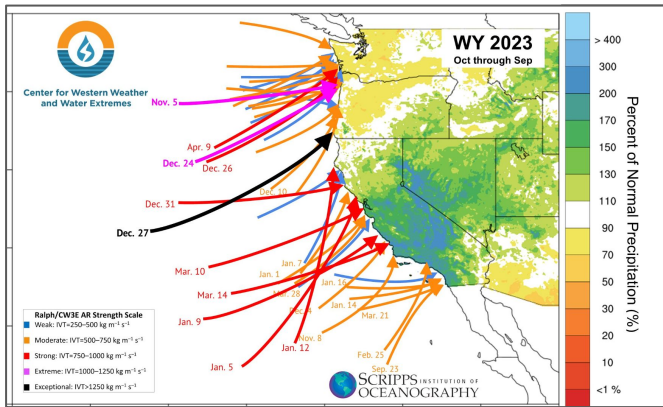 Center for Western Weather
and Water Extremes
WY 2023
Oct through Sep
Nov. 5
Apr. 9
Dec. 24
Dec. 26
Dec. 10
Dec. 31
Dec. 27
Jan. 7
Mar. 10
Jan. 1
Jan. 16
Mar. 28
Mar. 14
Jan. 14
Mar. 21
Jan. 9
Nov. 8
Jan. 12
Jan. 5
Feb. 25
Sep. 23
Ralph/CW3E AR Strength Scale
Weak: IVT=250–500 kg m⁻¹ s⁻¹
Moderate: IVT=500–750 kg m⁻¹ s⁻¹
Strong: IVT=750–1000 kg m⁻¹ s⁻¹
Extreme: IVT=1000–1250 kg m⁻¹ s⁻¹
Exceptional: IVT>1250 kg m⁻¹ s⁻¹
SCRIPPS INSTITUTION OF
OCEANOGRAPHY
> 400
400
300
200
170
150
130
110
90
70
50
30
20
10
<1 %
Percent of Normal Precipitation (%)